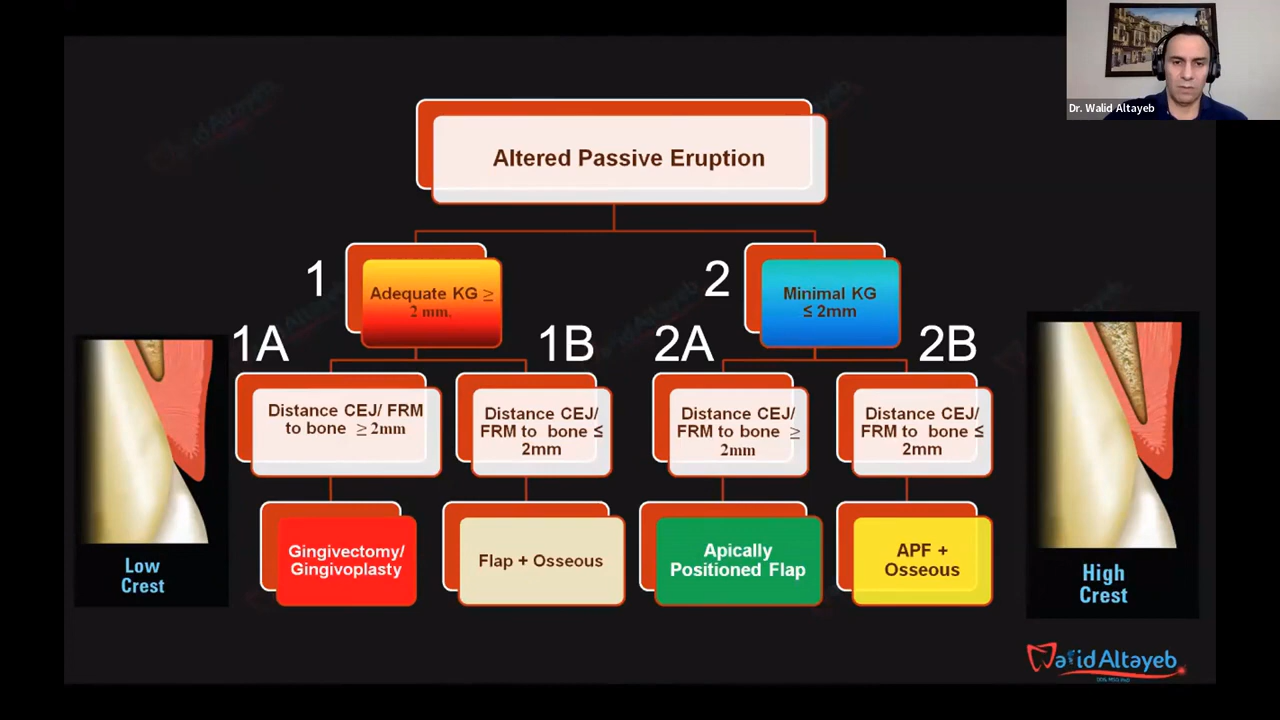 Dr. Walid Altayeb
Altered Passive Eruption
1
Adequate KG ≥
2 mm.
2
Minimal KG
≤ 2mm
1A
1B
2A
2B
Distance CEJ/ FRM
to bone ≥ 2mm
Distance CEJ/
FRM to bone ≤
2mm
Distance CEJ/
FRM to bone ≥
2mm
Distance CEJ/
FRM to bone ≤
2mm
Gingivectomy/
Gingivoplasty
Flap + Osseous
Apically
Positioned Flap
APF +
Osseous
Low
Crest
High
Crest
Walid Altayeb